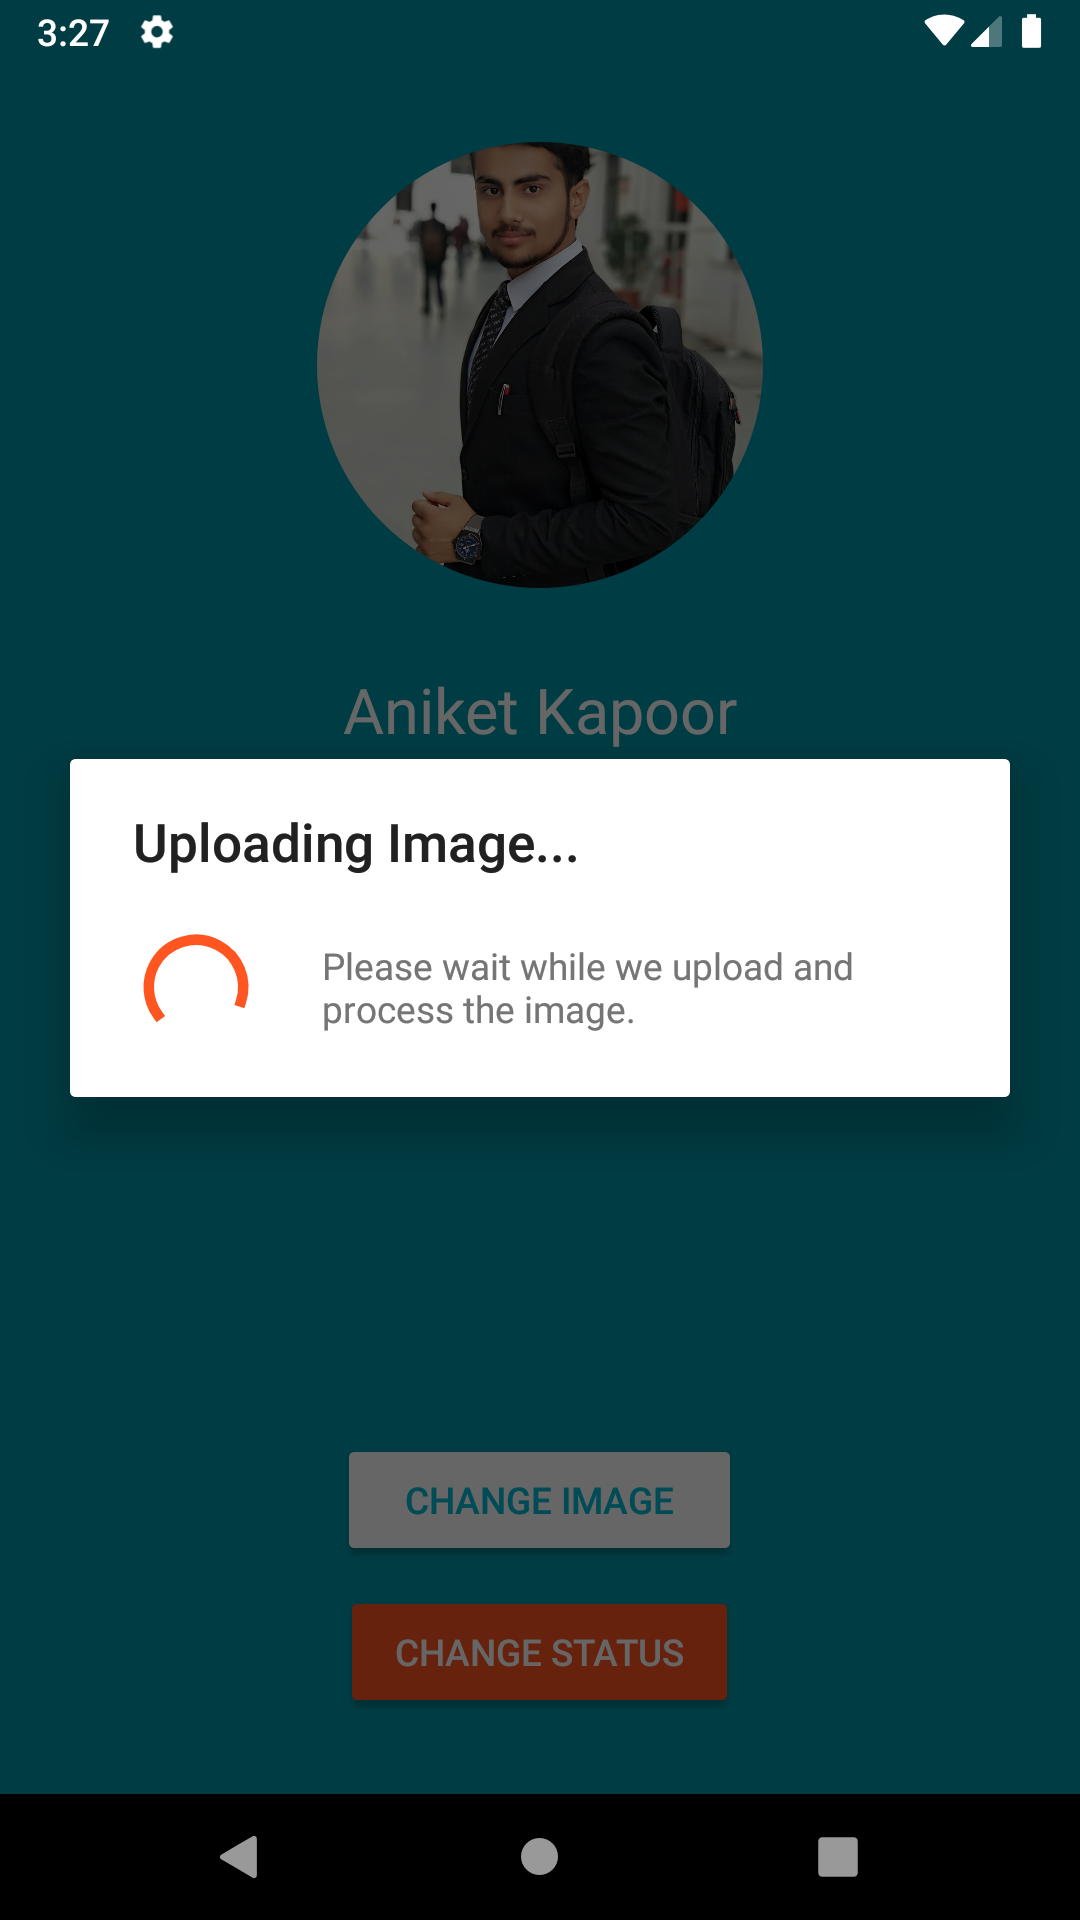 3:27
Aniket Kapoor
Uploading Image...
Please wait while we upload and
process the image.
CHANGE IMAGE
CHANGE STATUS